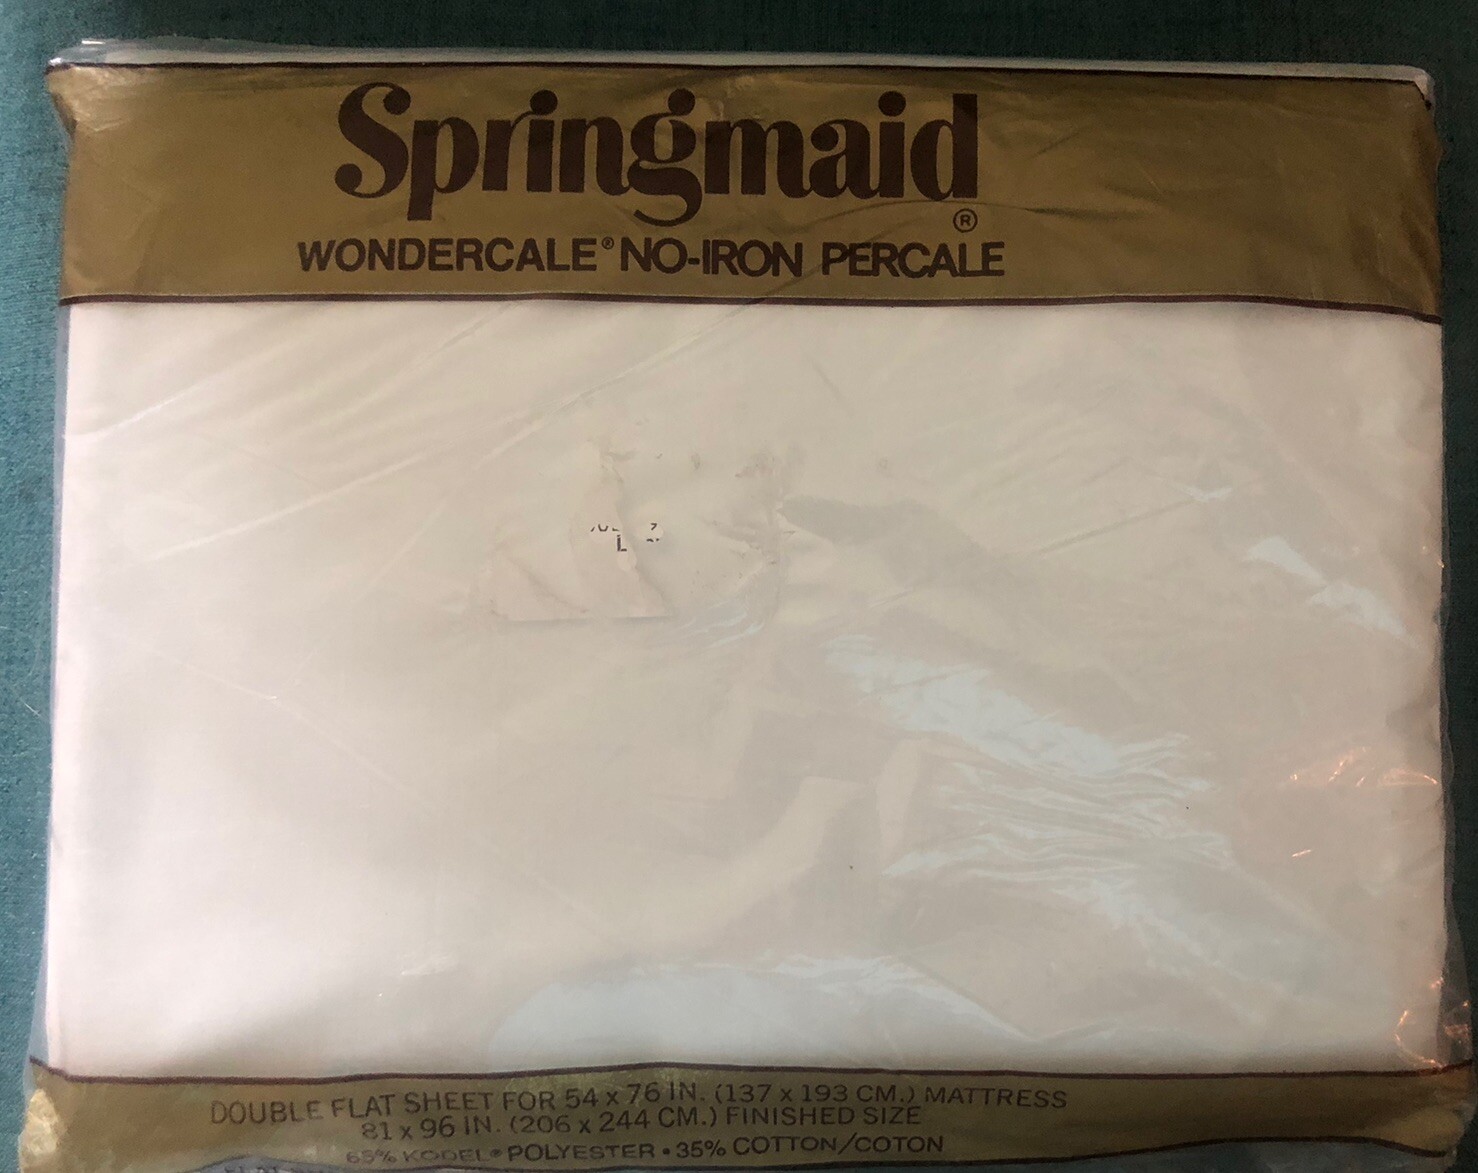 Springmaid
®
WONDERCALE® NO-IRON PERCALE
DOUBLE FLAT SHEET FOR 54 x 76 IN. (137 x 193 CM.) MATTRESS
81 x 96 IN. (206 x 244 CM.) FINISHED SIZE
65% KODEL® POLYESTER • 35% COTTON/COTON